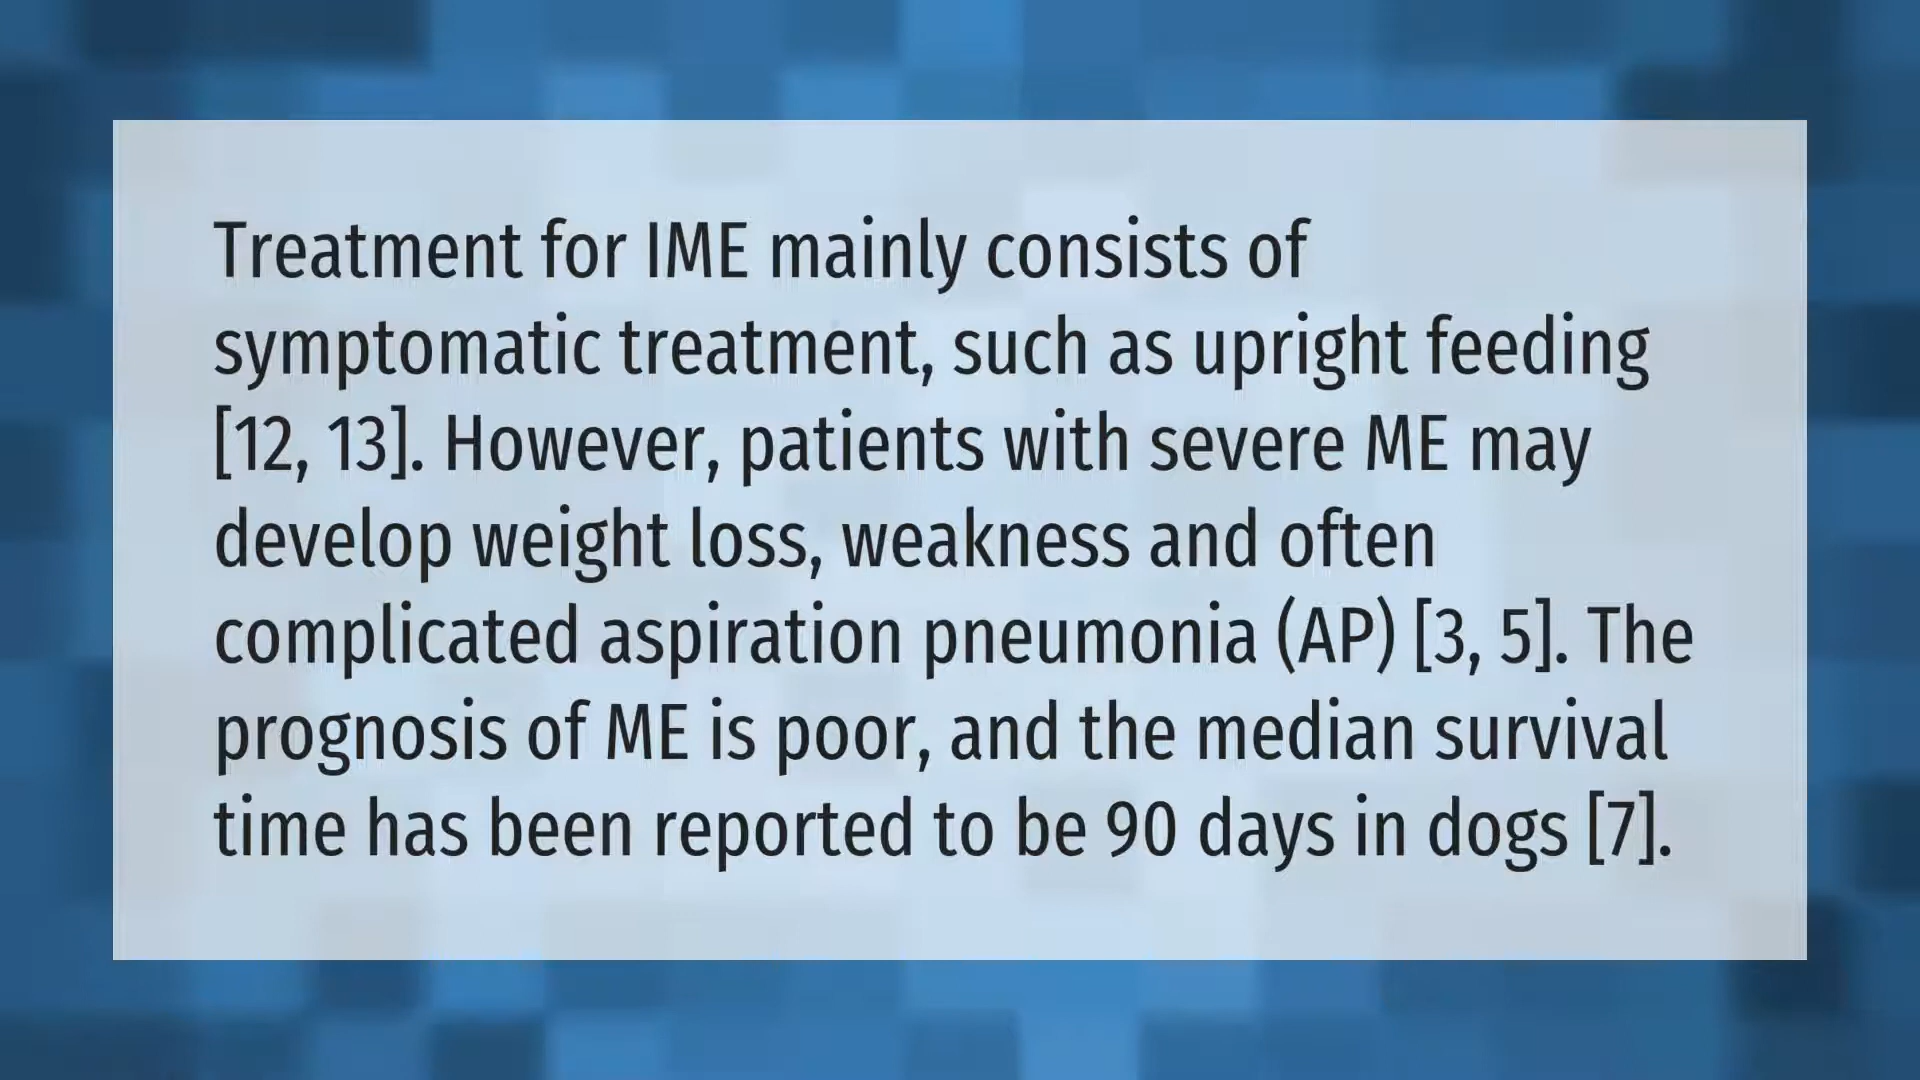 Treatment for IME mainly consists of
symptomatic treatment, such as upright feeding
[12, 13]. However, patients with severe ME may
develop weight loss, weakness and often
complicated aspiration pneumonia (AP) [3, 5]. The
prognosis of ME is poor, and the median survival
time has been reported to be 90 days in dogs [7].